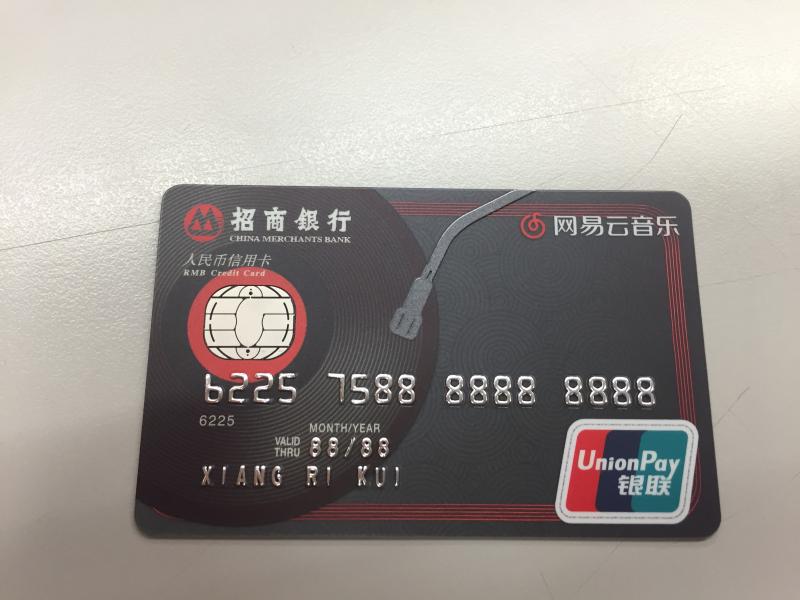 招商銀行
CHINA MERCHANTS BANK
网易云音乐
人民币信用卡
RMB Credit Card
6225 7588 8888 8888
6225
MONTH/YEAR
VALID THRU 88/88
XIANG RI KUI
UnionPay
银联